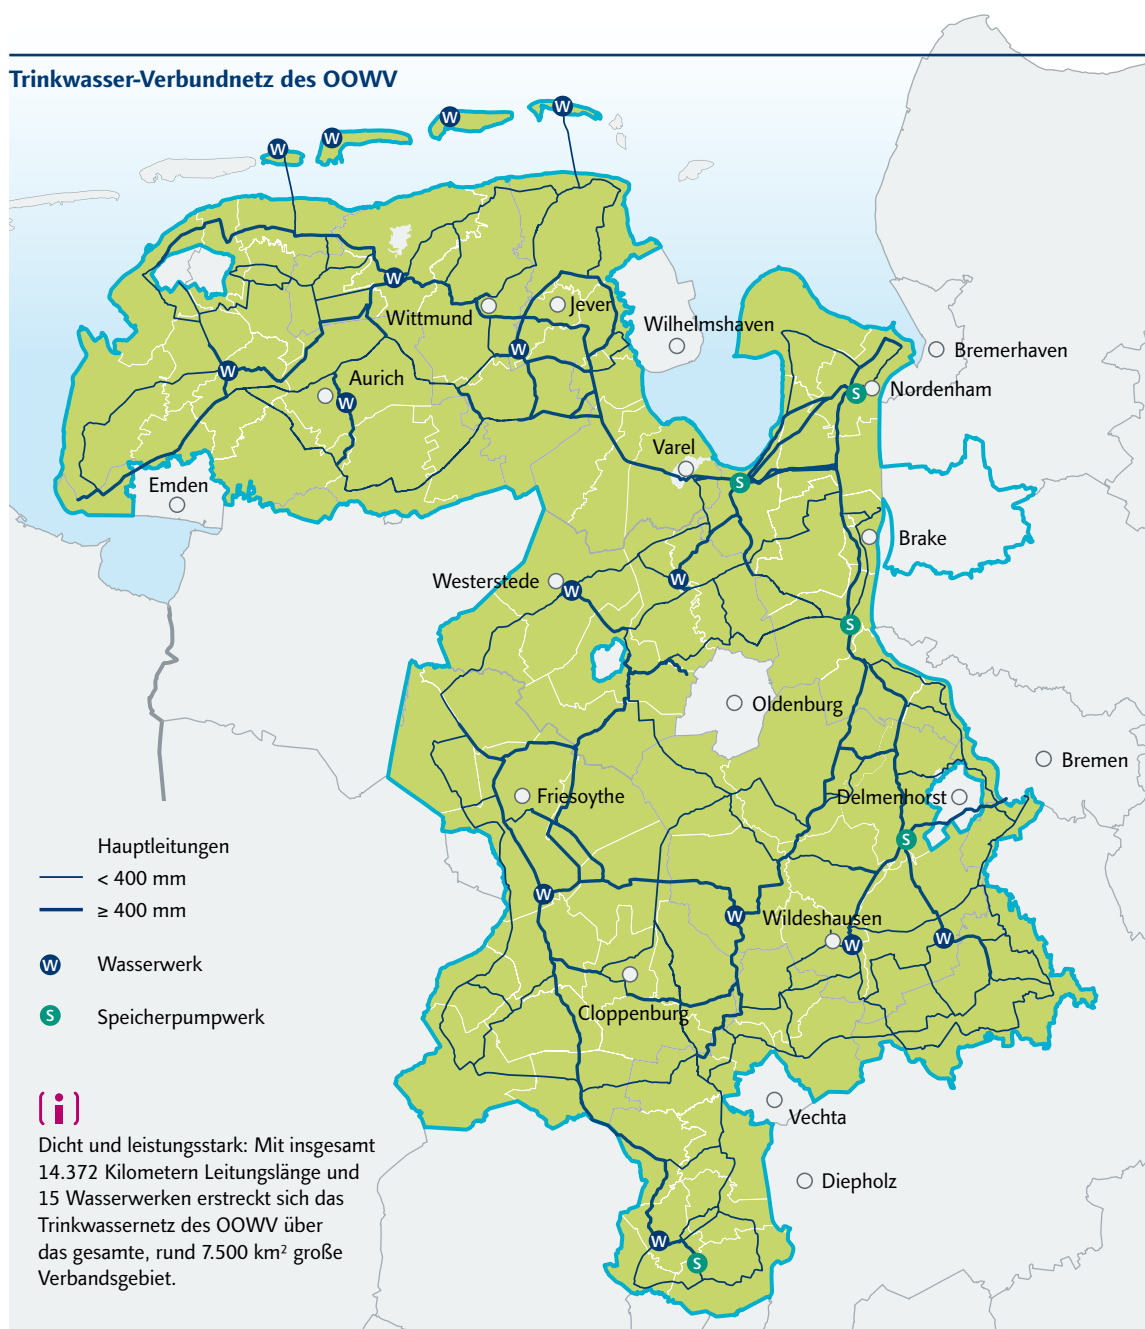 Trinkwasser-Verbundnetz des OOWV
W
W
W
W
W
Wittmund
Jever
Wilhelmshaven
W
Bremerhaven
W
Aurich
W
S
Nordenham
Varel
S
Emden
Brake
Westerstede
W
W
S
Oldenburg
Bremen
Friesoythe
Delmenhorst
S
Hauptleitungen
< 400 mm
≥ 400 mm
W
W
Wildeshausen
W
W
W Wasserwerk
Cloppenburg
S Speicherpumpwerk
Vechta
Diepholz
W
S
[i]
Dicht und leistungsstark: Mit insgesamt
14.372 Kilometern Leitungslänge und
15 Wasserwerken erstreckt sich das
Trinkwassernetz des OOWV über
das gesamte, rund 7.500 km² große
Verbandsgebiet.